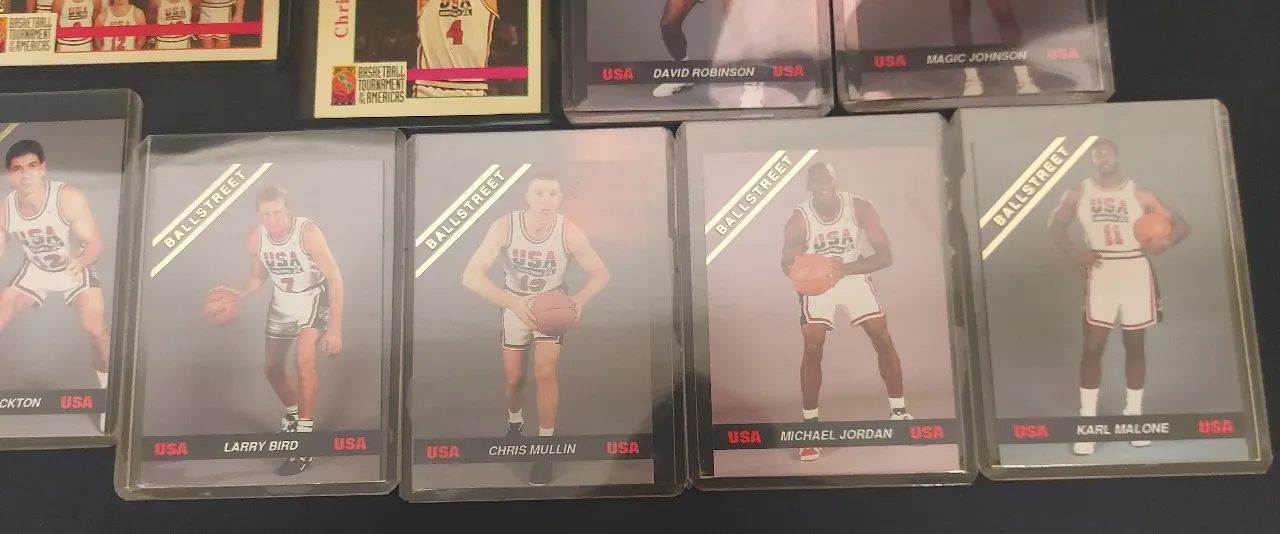 BASKETBALL
TOURNAMENT
OF THE
AMERICAS
USA
Chris
USA
4
BASKETBALL
TOURNAMENT
OF THE AMERICAS
USA DAVID ROBINSON USA
USA MAGIC JOHNSON USA
USA
12
CKTON USA
BALLSTREET
USA
7
USA LARRY BIRD USA
BALLSTREET
USA
13
USA CHRIS MULLIN USA
BALLSTREET
USA
USA MICHAEL JORDAN USA
BALLSTREET
USA
11
USA KARL MALONE USA